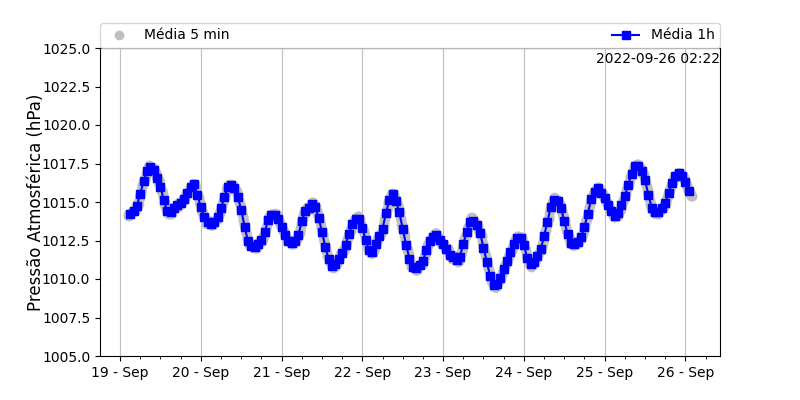 Média 5 min
Média 1h
2022-09-26 02:22
Pressão Atmosférica (hPa)
1025.0
1022.5
1020.0
1017.5
1015.0
1012.5
1010.0
1007.5
1005.0
19 - Sep
20 - Sep
21 - Sep
22 - Sep
23 - Sep
24 - Sep
25 - Sep
26 - Sep